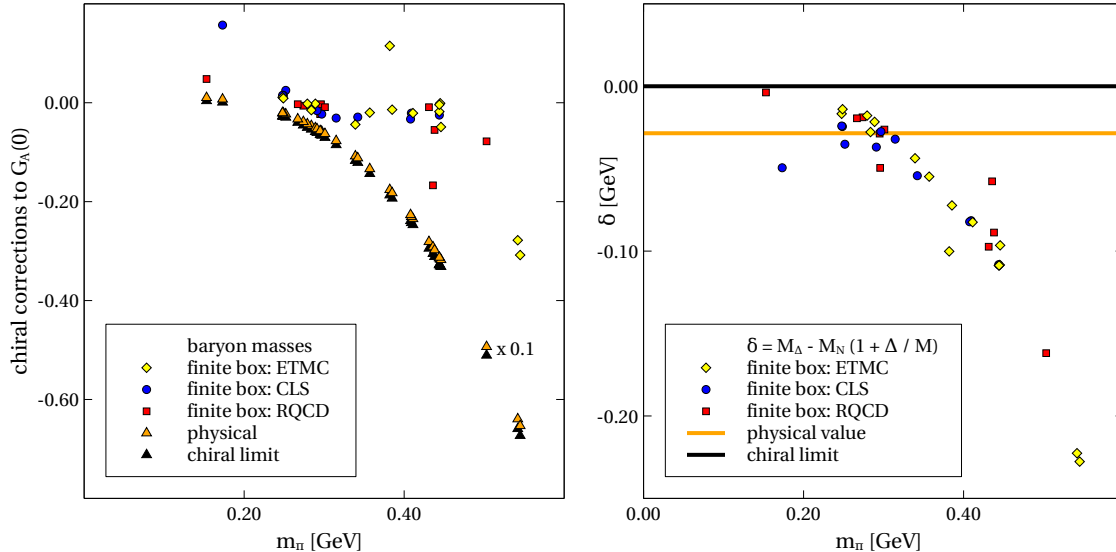 0.00
-0.20
-0.40
-0.60
chiral corrections to G_A(0)
baryon masses
finite box: ETMC
finite box: CLS
finite box: RQCD
physical
chiral limit
x 0.1
0.20
0.40
m_π [GeV]
0.00
-0.10
-0.20
δ [GeV]
δ = M_Δ - M_N (1 + Δ / M)
finite box: ETMC
finite box: CLS
finite box: RQCD
physical value
chiral limit
0.00
0.20
0.40
m_π [GeV]